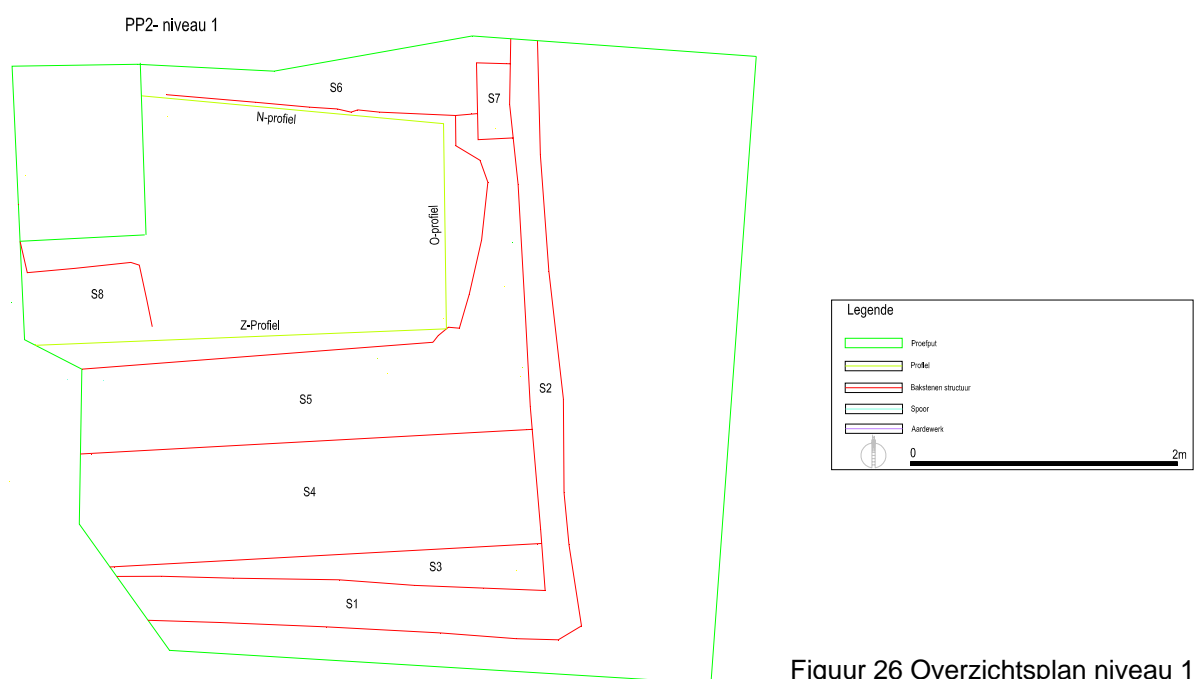 PP2- niveau 1
S6
S7
N-profiel
O-profiel
S8
Z-Profiel
S2
S5
S4
S3
S1
Legende
Proefput
Profiel
Bakstenen structuur
Spoor
Aardewerk
0 2m
Figuur 26 Overzichtsplan niveau 1